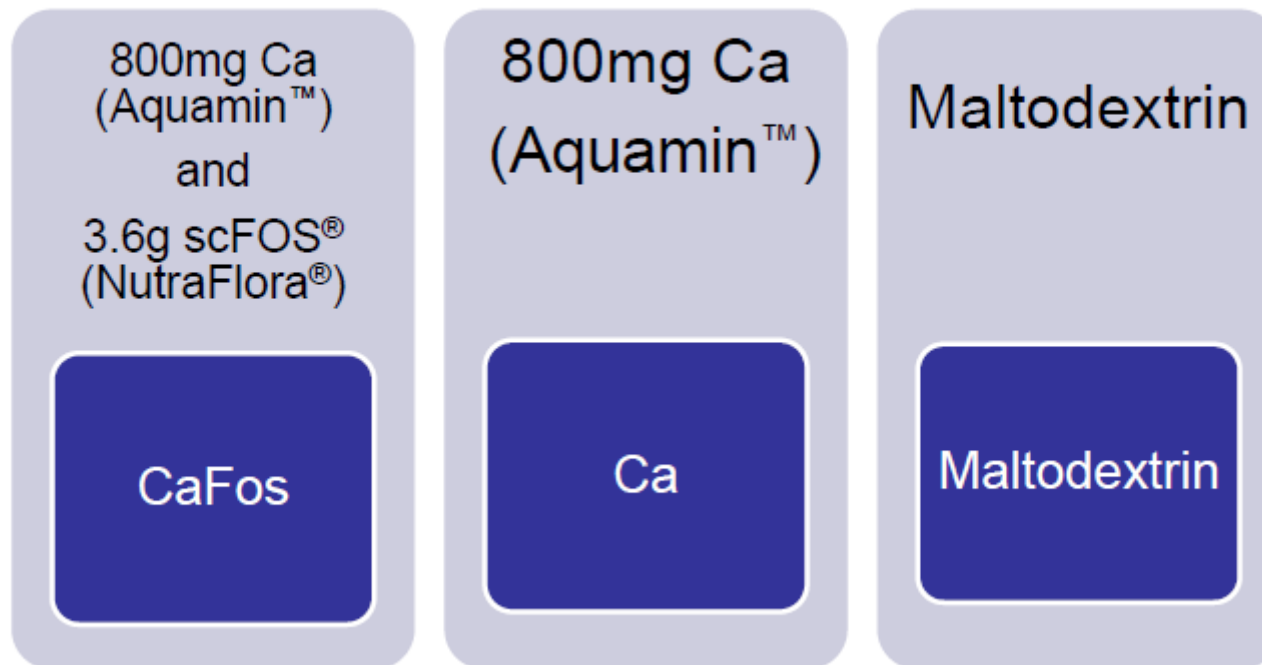 800mg Ca
(Aquamin™)
and
3.6g scFOS®
(NutraFlora®)
CaFos
800mg Ca
(Aquamin™)
Ca
Maltodextrin
Maltodextrin